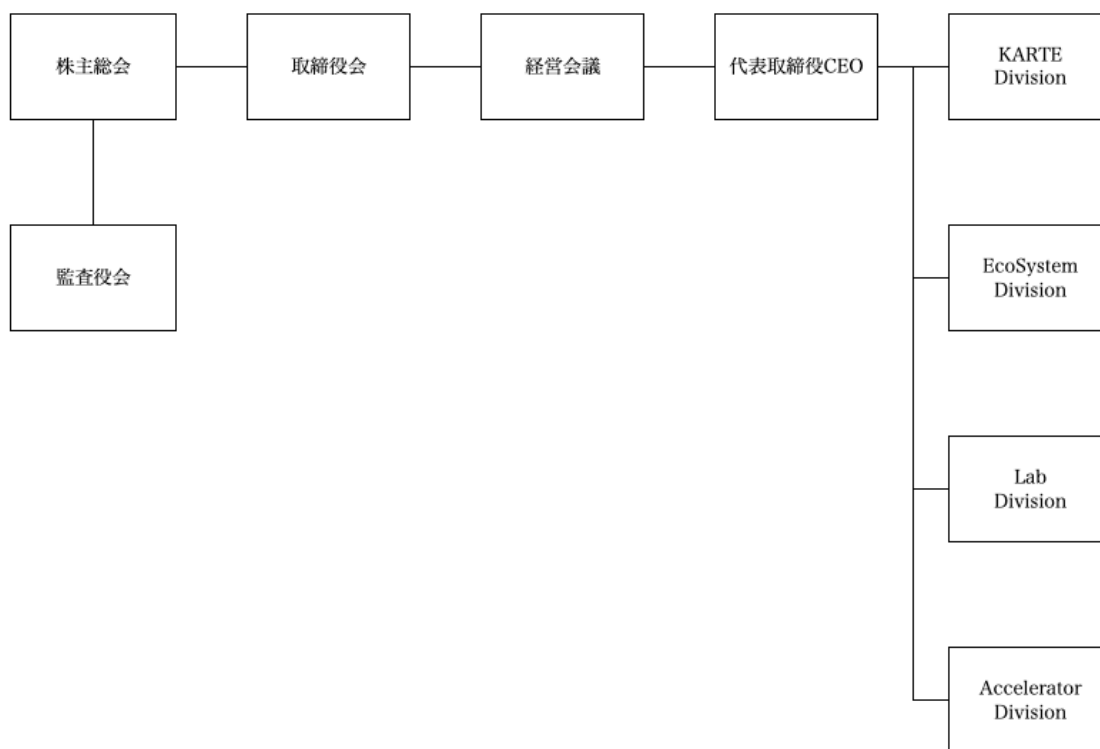 株主総会
取締役会
経営会議
代表取締役CEO
KARTE
Division
監査役会
EcoSystem
Division
Lab
Division
Accelerator
Division